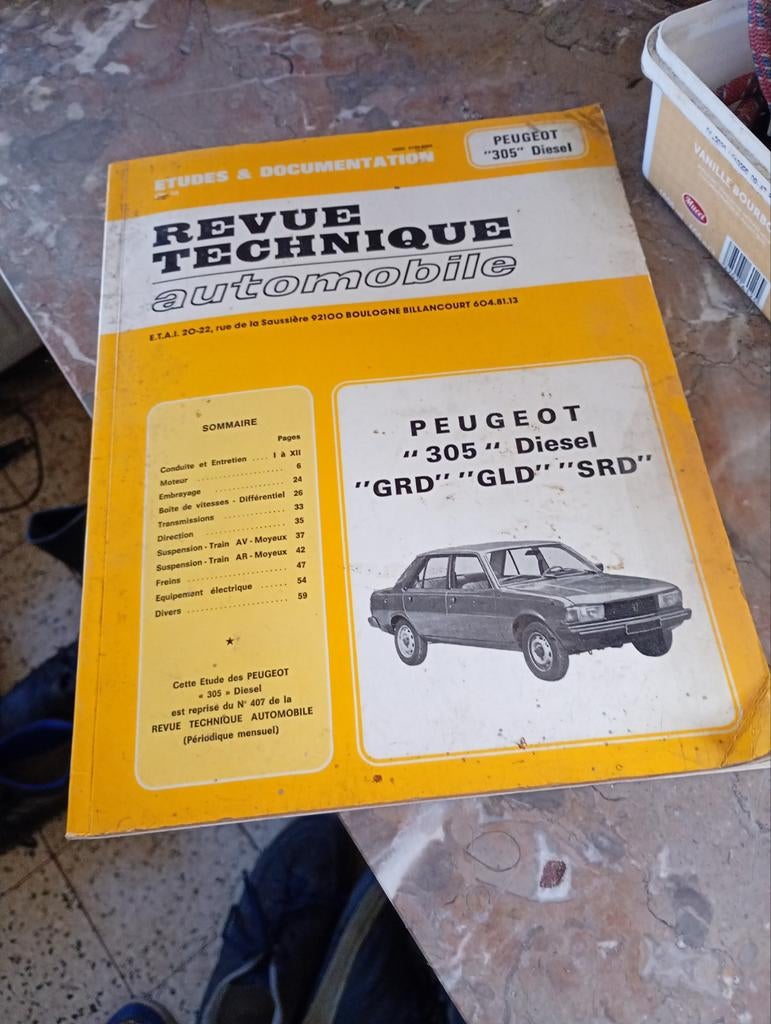 PEUGEOT
"305" Diesel
ETUDES & DOCUMENTATION
REVUE
TECHNIQUE
automobile
E.T.A.I. 20-22, rue de la Saussière 92100 BOULOGNE BILLANCOURT 604.81.13
SOMMAIRE
Pages
Conduite et Entretien .... I à XII
Moteur .................... 6
Embrayage ............... 24
Boite de vitesses - Différentiel 26
Transmissions ............ 33
Direction .................. 35
Suspension - Train AV - Moyeux 37
Suspension - Train AR - Moyeux 42
Freins .................... 47
Equipement électrique ...... 54
Divers .................... 59
★
Cette Etude des PEUGEOT
« 305 » Diesel
est reprise du N° 407 de la
REVUE TECHNIQUE AUTOMOBILE
(Périodique mensuel)
PEUGEOT
"305" Diesel
"GRD" "GLD" "SRD"
VANILLE BOURBO
Mucci